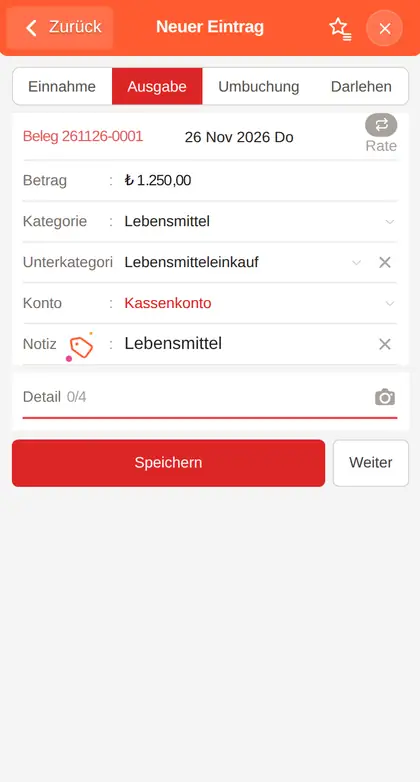 Zurück Neuer Eintrag
Einnahme Ausgabe Umbuchung Darlehen
Beleg 261126-0001 26 Nov 2026 Do Rate
Betrag : ₺ 1.250,00
Kategorie : Lebensmittel
Unterkategori Lebensmitteleinkauf
Konto : Kassenkonto
Notiz : Lebensmittel
Detail 0/4
Speichern Weiter